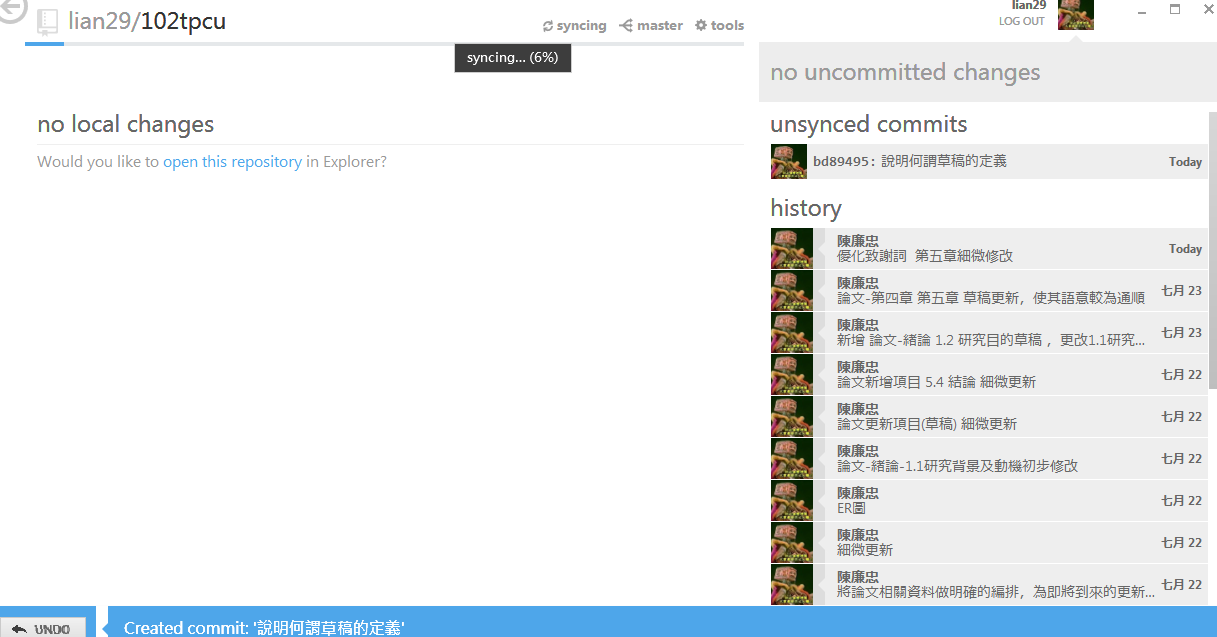 lian29/102tpcu
syncing
master
tools
syncing... (6%)
no local changes
Would you like to open this repository in Explorer?
lian29
LOG OUT
no uncommitted changes
unsynced commits
bd89495: 說明何謂草稿的定義
Today
history
陳廉忠
優化致謝詞 第五章細微修改
Today
陳廉忠
論文-第四章 第五章 草稿更新，使其語意較為通順
七月 23
陳廉忠
新增 論文-緒論 1.2 研究目的草稿 ，更改1.1研究...
七月 23
陳廉忠
論文新增項目 5.4 結論 細微更新
七月 22
陳廉忠
論文更新項目(草稿) 細微更新
七月 22
陳廉忠
論文-緒論-1.1研究背景及動機初步修改
七月 22
陳廉忠
ER圖
七月 22
陳廉忠
細微更新
七月 22
陳廉忠
將論文相關資料做明確的編排，為即將到來的更新...
七月 22
UNDO
Created commit: '說明何謂草稿的定義'